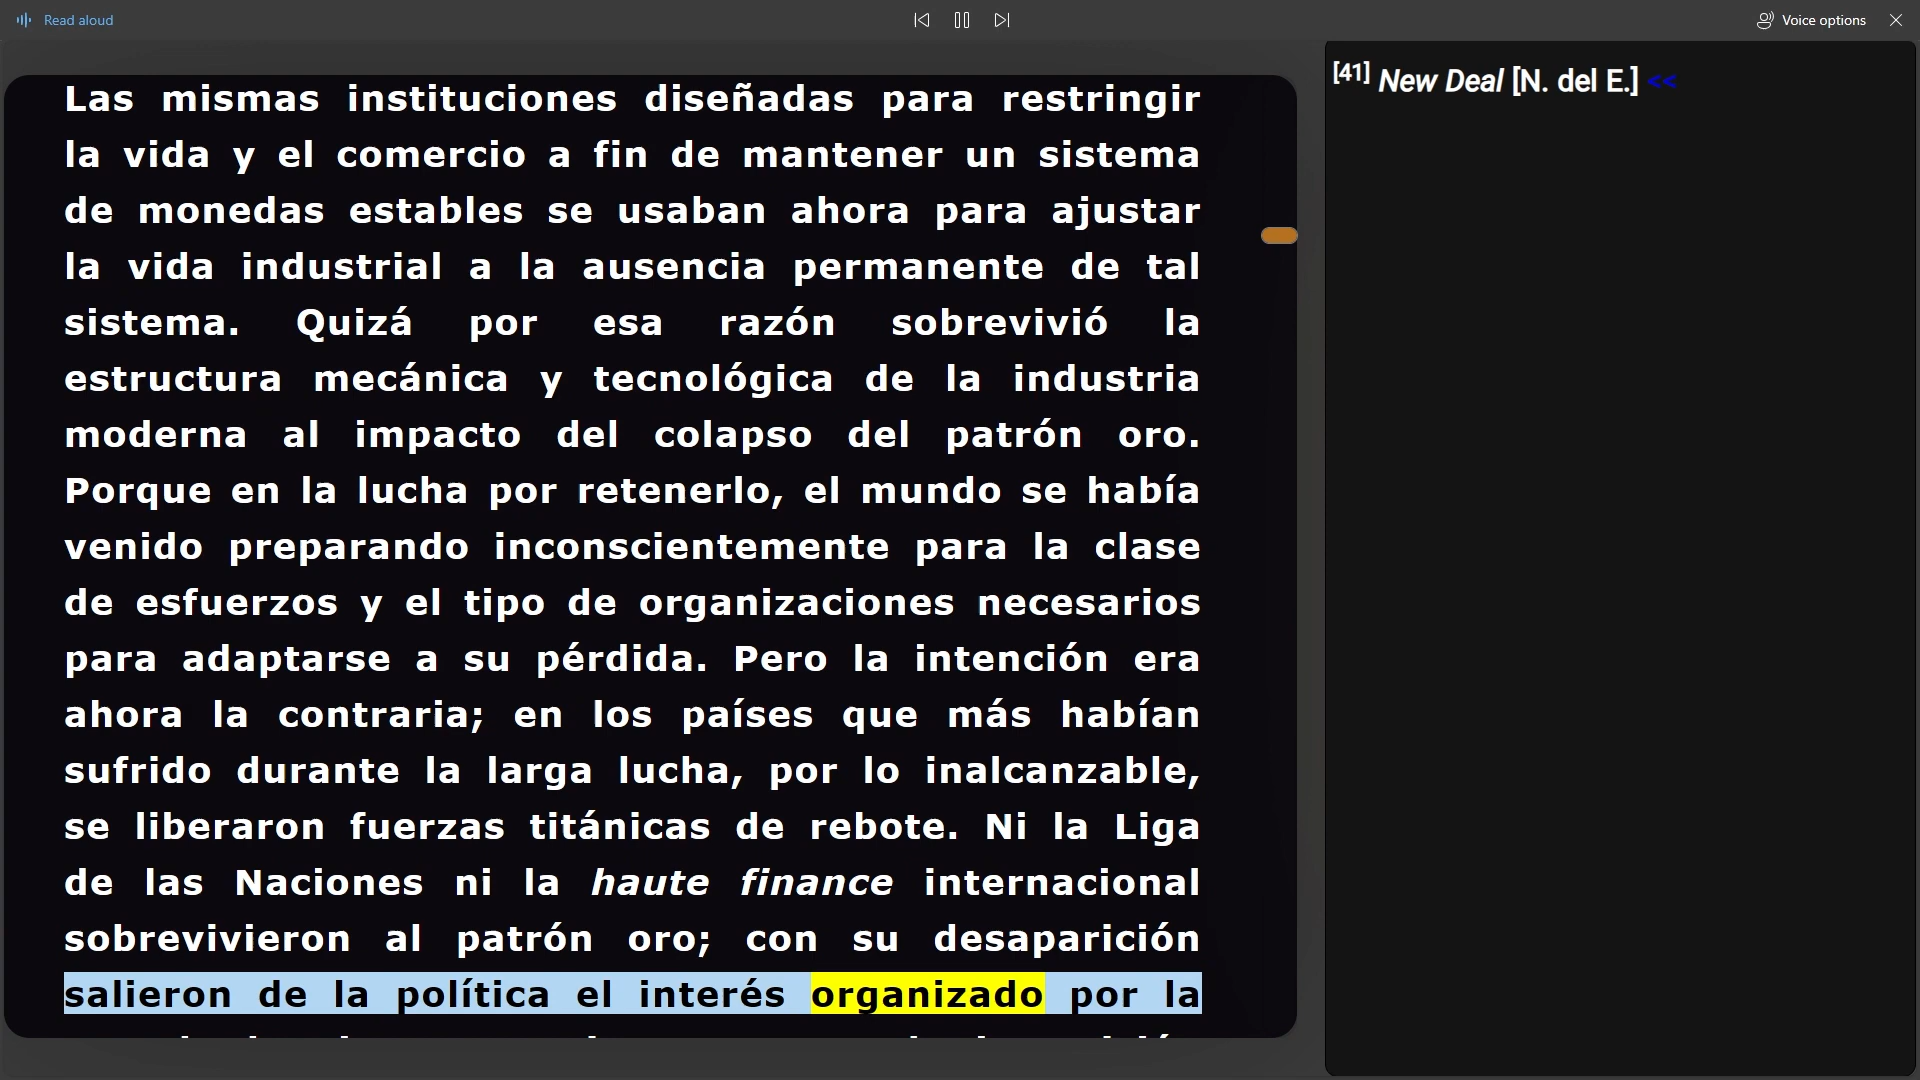 Read aloud
Voice options
Las mismas instituciones diseñadas para restringir
la vida y el comercio a fin de mantener un sistema
de monedas estables se usaban ahora para ajustar
la vida industrial a la ausencia permanente de tal
sistema. Quizá por esa razón sobrevivió la
estructura mecánica y tecnológica de la industria
moderna al impacto del colapso del patrón oro.
Porque en la lucha por retenerlo, el mundo se había
venido preparando inconscientemente para la clase
de esfuerzos y el tipo de organizaciones necesarios
para adaptarse a su pérdida. Pero la intención era
ahora la contraria; en los países que más habían
sufrido durante la larga lucha, por lo inalcanzable,
se liberaron fuerzas titánicas de rebote. Ni la Liga
de las Naciones ni la haute finance internacional
sobrevivieron al patrón oro; con su desaparición
salieron de la política el interés organizado por la
[41] New Deal [N. del E.] <<